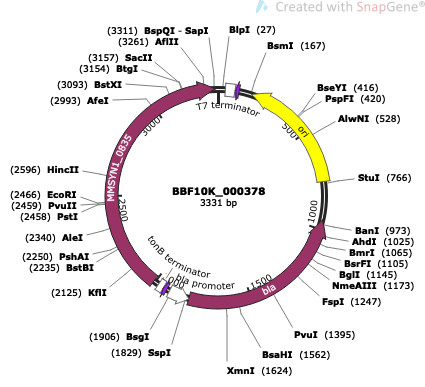 Created with SnapGene®
(3311) BspQI - SapI
(3261) AflII
(3157) SacII
(3154) BtgI
(3093) BstXI
(2993) AfeI
(2596) HincII
(2466) EcoRI
(2459) PvuII
(2458) PstI
(2340) AleI
(2250) PshAI
(2235) BstBI
(2125) KflI
(1906) BsgI
(1829) SspI
BlpI (27)
BsmI (167)
BseYI (416)
PspFI (420)
AlwNI (528)
StuI (766)
BanI (973)
AhdI (1025)
BmrI (1065)
BsrFI (1105)
BglI (1145)
NmeAIII (1173)
FspI (1247)
PvuI (1395)
BsaHI (1562)
XmnI (1624)
T7 terminator
ori
500
1000
1500
bla
bla promoter
tonB terminator
2500
3000
MMSYN1_0835
BBF10K_000378
3331 bp